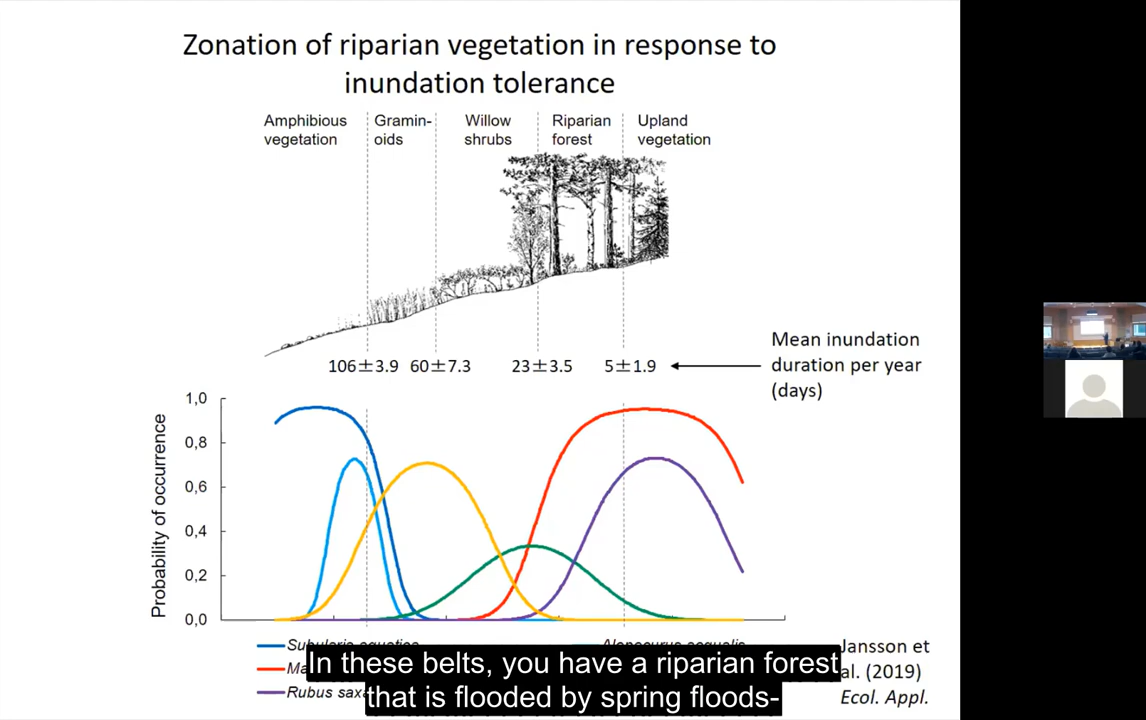 Zonation of riparian vegetation in response to
inundation tolerance
Amphibious
vegetation
Gramin-
oids
Willow
shrubs
Riparian
forest
Upland
vegetation
Mean inundation
duration per year
(days)
106±3.9 60±7.3 23±3.5 5±1.9
Probability of occurrence
1,0
0,8
0,6
0,4
0,2
0,0
Jansson et
al. (2019)
Ecol. Appl.
Rubus
In these belts, you have a riparian forest
that is flooded by spring floods-